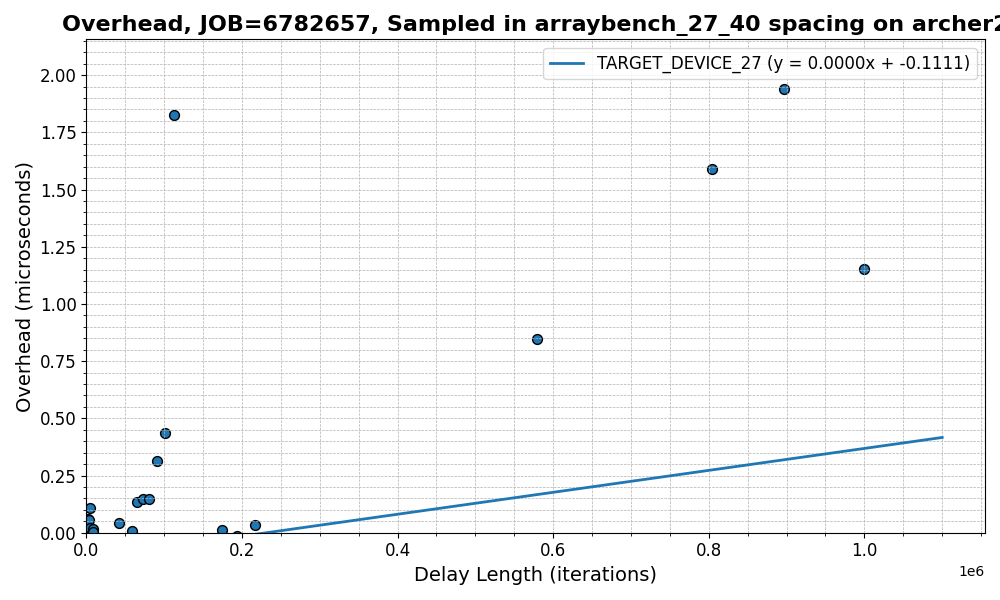 Overhead, JOB=6782657, Sampled in arraybench_27_40 spacing on archer2
TARGET_DEVICE_27 (y = 0.0000x + -0.1111)
Overhead (microseconds)
2.00
1.75
1.50
1.25
1.00
0.75
0.50
0.25
0.00
0.0 0.2 0.4 0.6 0.8 1.0
1e6
Delay Length (iterations)